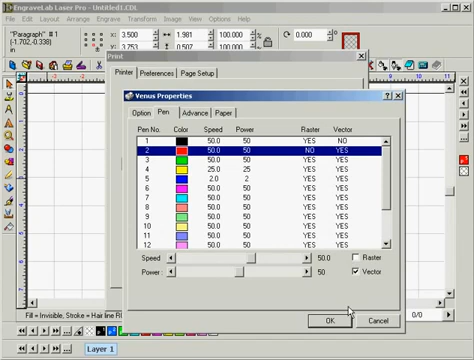 EngraveLab Laser Pro - Untitled1.CDL
File Edit Layout Arrange Engrave Transform View Option Help
"Paragraph" # 1
(-1.702, -0.338)
in
X 3.500
Y 3.753
1.981
100.000
0.000
Print
Printer Preferences Page Setup
Venus Properties
Option Pen Advance Paper
Pen No. Color Speed Power Raster Vector
1 50.0 50 YES NO
2 50.0 50 NO YES
3 50.0 50 YES YES
4 25.0 25 YES YES
5 2.0 2 YES YES
6 50.0 50 YES YES
7 50.0 50 YES YES
8 50.0 50 YES YES
9 50.0 50 YES YES
10 50.0 50 YES YES
11 50.0 50 YES YES
12 50.0 50 YES YES
Speed 50.0 Raster
Power : 50 Vector
OK Cancel
Fill = Invisible, Stroke = Hair line R
0/0
Layer 1